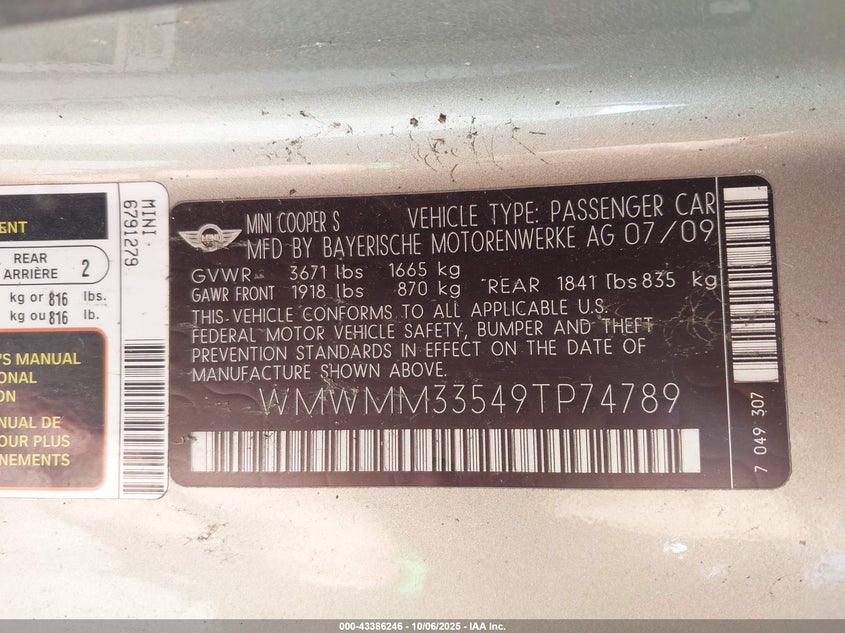 ENT
REAR
ARRIÈRE
2
kg or 816 lbs.
kg ou 816 lb.
'S MANUAL
ONAL
ION
NUAL DE
OUR PLUS
NEMENTS
MINI
6791279
MINI
MINI COOPER S VEHICLE TYPE: PASSENGER CAR
MFD BY BAYERISCHE MOTORENWERKE AG 07/09
GVWR 3671 lbs 1665 kg
GAWR FRONT 1918 lbs 870 kg REAR 1841 lbs 835 kg
THIS VEHICLE CONFORMS TO ALL APPLICABLE U.S.
FEDERAL MOTOR VEHICLE SAFETY, BUMPER AND THEFT
PREVENTION STANDARDS IN EFFECT ON THE DATE OF
MANUFACTURE SHOWN ABOVE.
WMWMM33549TP74789
7 049 307
000-43386246 - 10/06/2025 - IAA Inc.